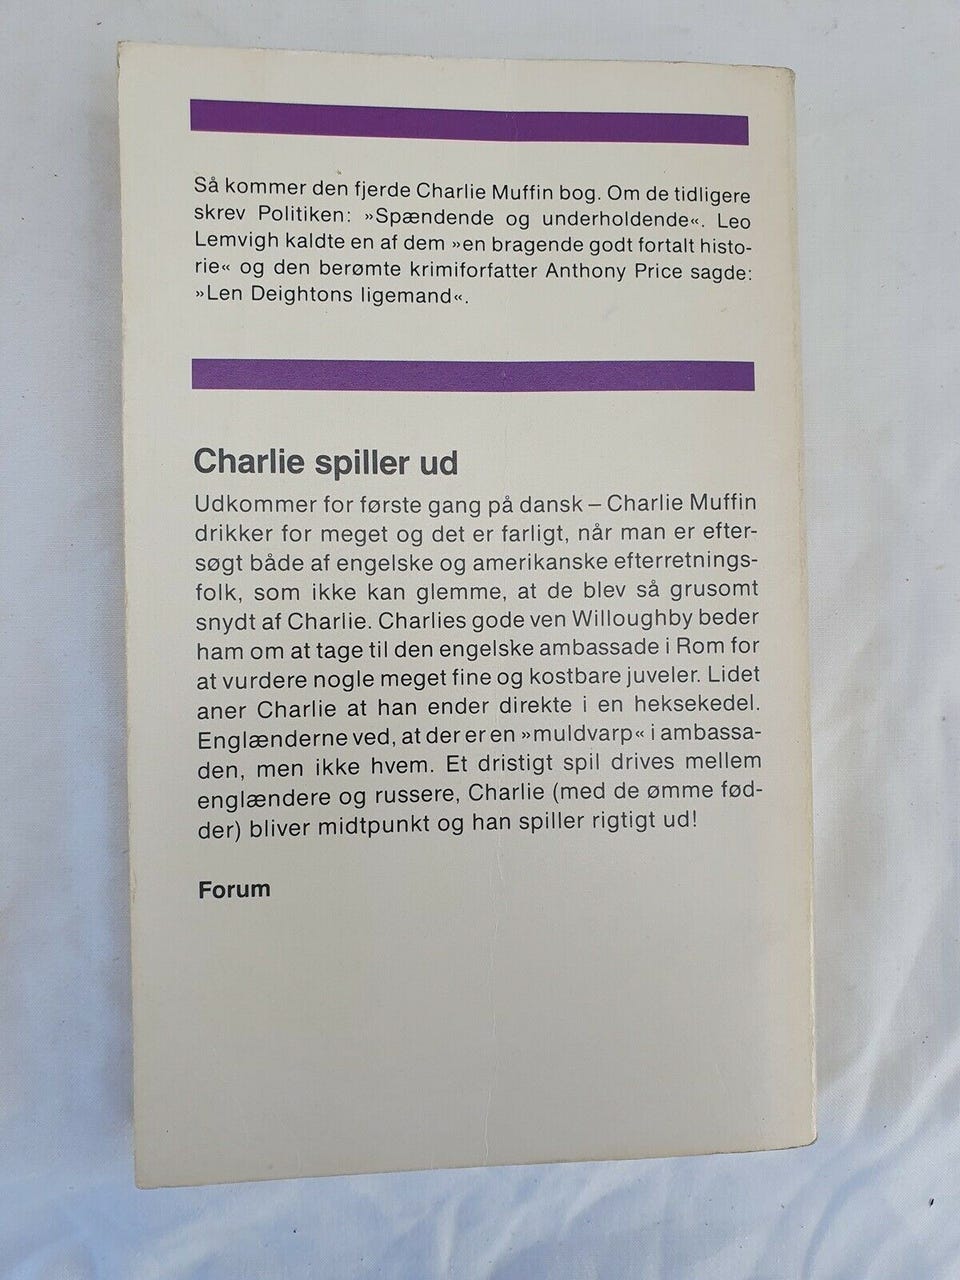 Så kommer den fjerde Charlie Muffin bog. Om de tidligere
skrev Politiken: »Spændende og underholdende«. Leo
Lemvigh kaldte en af dem »en bragende godt fortalt histo-
rie« og den berømte krimiforfatter Anthony Price sagde:
»Len Deightons ligemand«.
Charlie spiller ud
Udkommer for første gang på dansk – Charlie Muffin
drikker for meget og det er farligt, når man er efter-
søgt både af engelske og amerikanske efterretnings-
folk, som ikke kan glemme, at de blev så grusomt
snydt af Charlie. Charlies gode ven Willoughby beder
ham om at tage til den engelske ambassade i Rom for
at vurdere nogle meget fine og kostbare juveler. Lidet
aner Charlie at han ender direkte i en heksekedel.
Englænderne ved, at der er en »muldvarp« i ambassa-
den, men ikke hvem. Et dristigt spil drives mellem
englændere og russere, Charlie (med de ømme fød-
der) bliver midtpunkt og han spiller rigtigt ud!
Forum